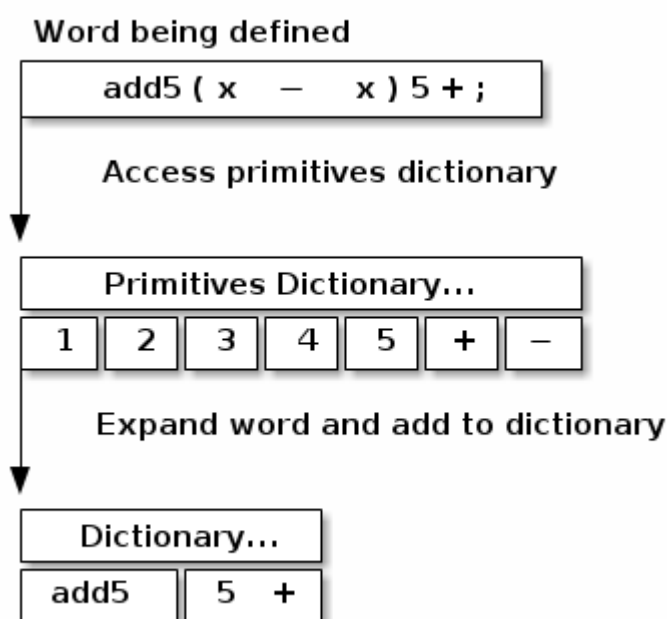 Word being defined
add5 ( x – x ) 5 + ;
Access primitives dictionary
Primitives Dictionary...
1 2 3 4 5 + –
Expand word and add to dictionary
Dictionary...
add5 5 +